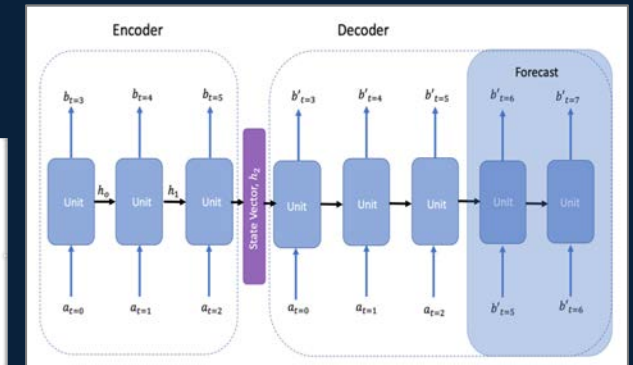 Encoder Decoder
Forecast
b_{t=3} b_{t=4} b_{t=5} b'_{t=3} b'_{t=4} b'_{t=5} b'_{t=6} b'_{t=7}
Unit h_o Unit h_1 Unit State Vector, h_2 Unit Unit Unit Unit Unit
a_{t=0} a_{t=1} a_{t=2} a_{t=0} a_{t=1} a_{t=2} b'_{t=5} b'_{t=6}